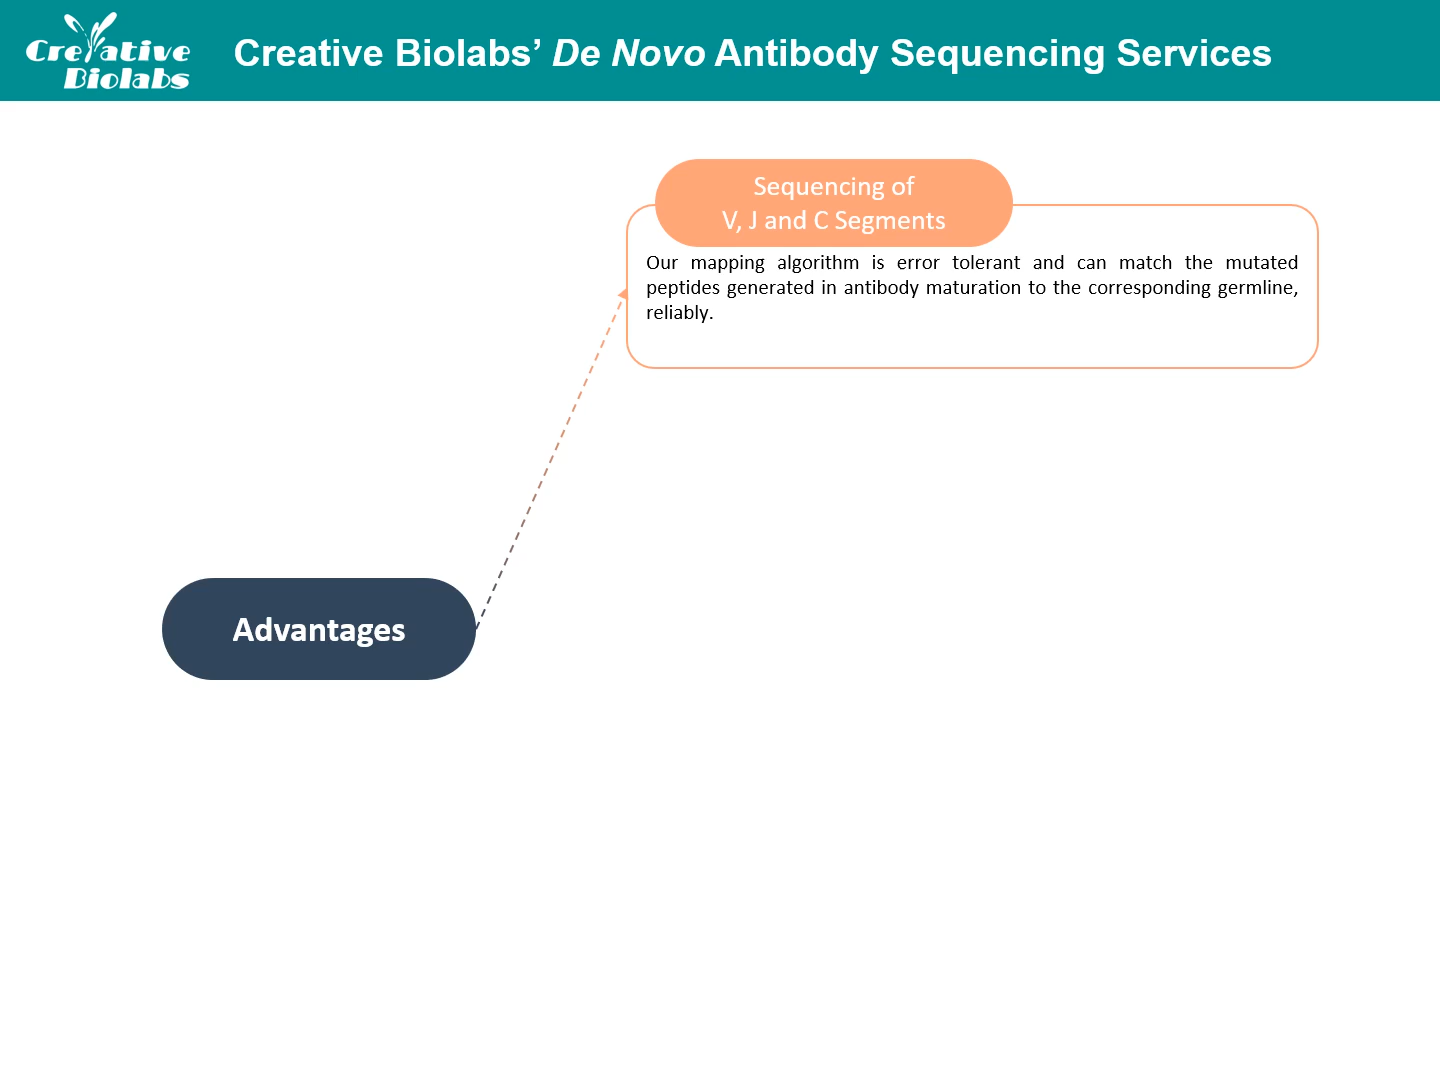 Creative
Biolabs
Creative Biolabs’ De Novo Antibody Sequencing Services
Sequencing of
V, J and C Segments
Our mapping algorithm is error tolerant and can match the mutated
peptides generated in antibody maturation to the corresponding germline,
reliably.
Advantages